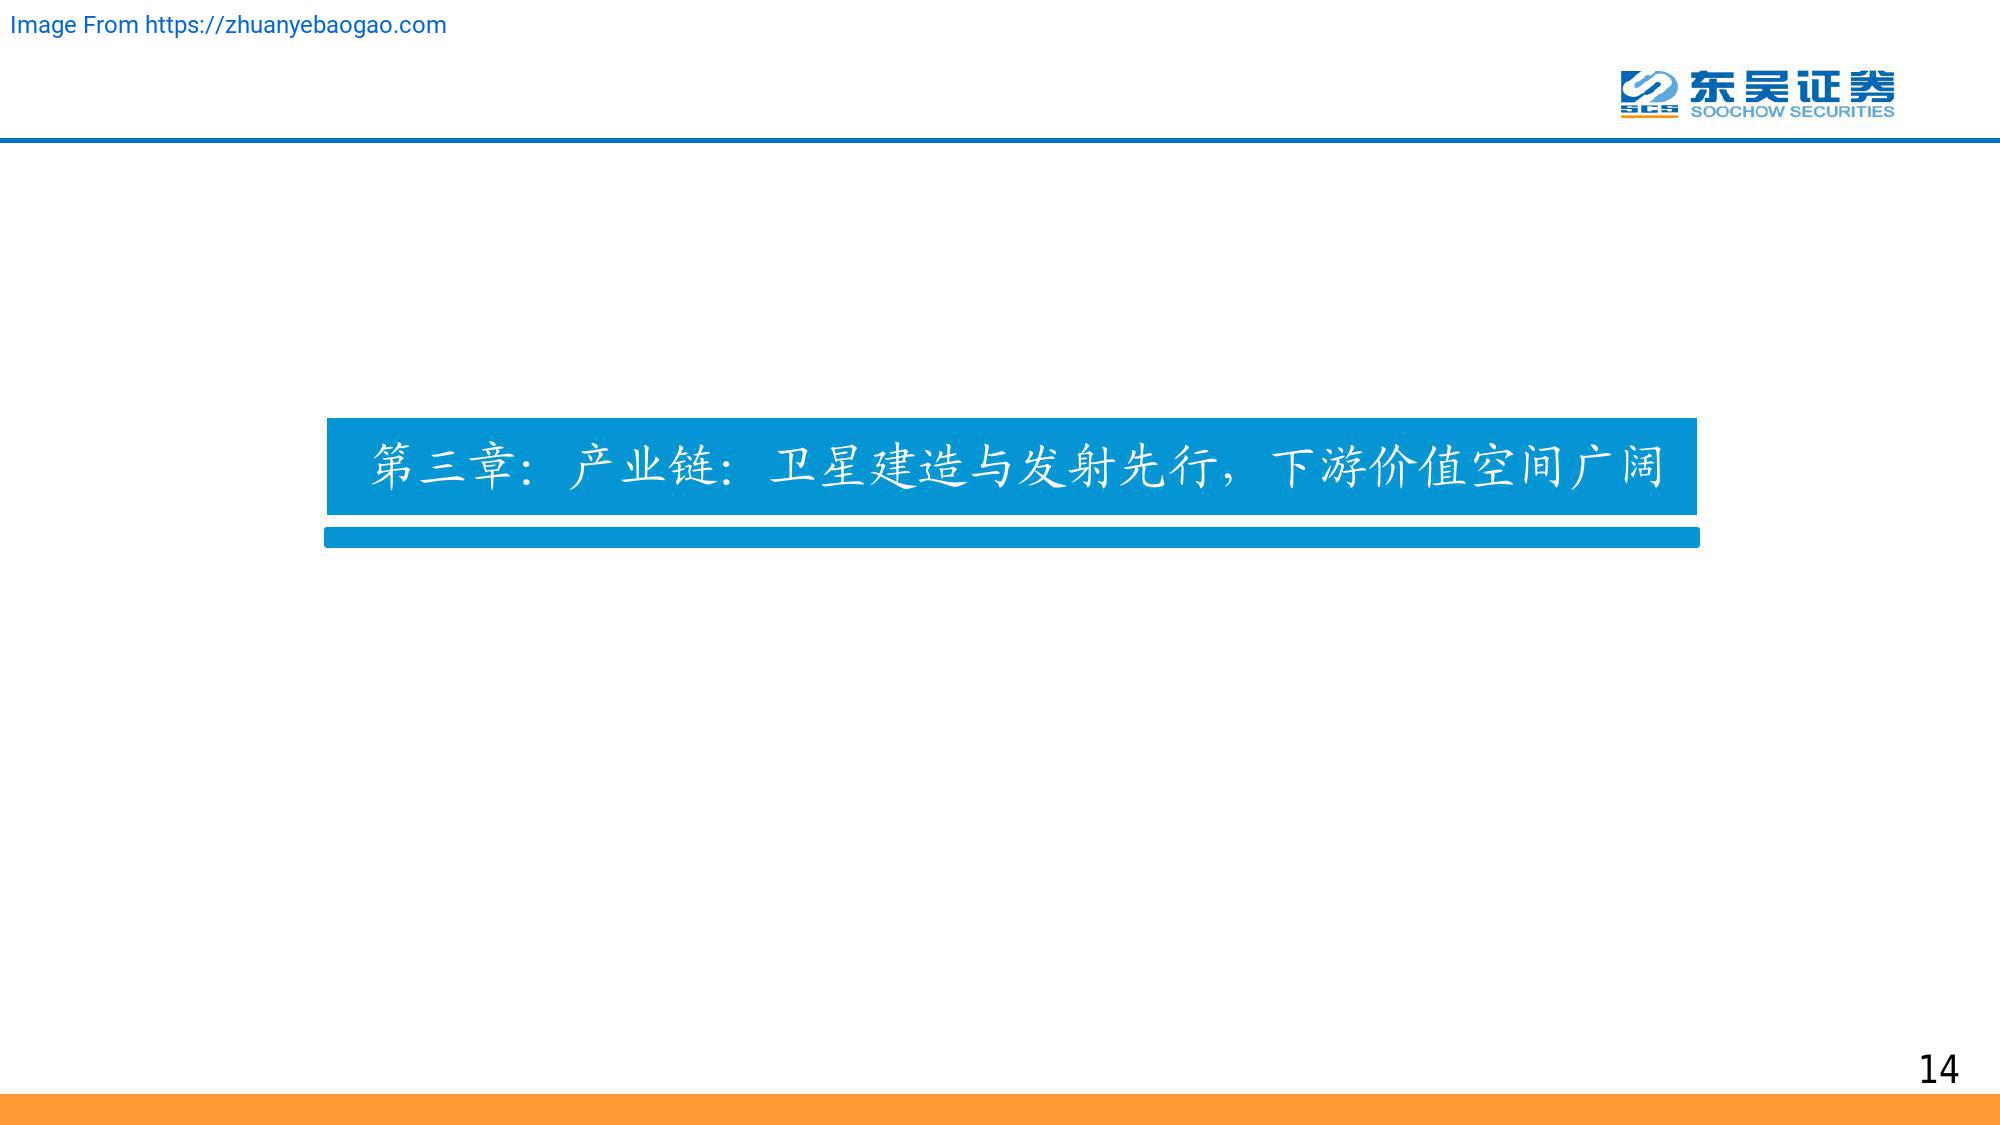 Image From https://zhuanyebaogao.com
SCS
东吴证券
SOOCHOW SECURITIES
第三章：产业链：卫星建造与发射先行，下游价值空间广阔
14